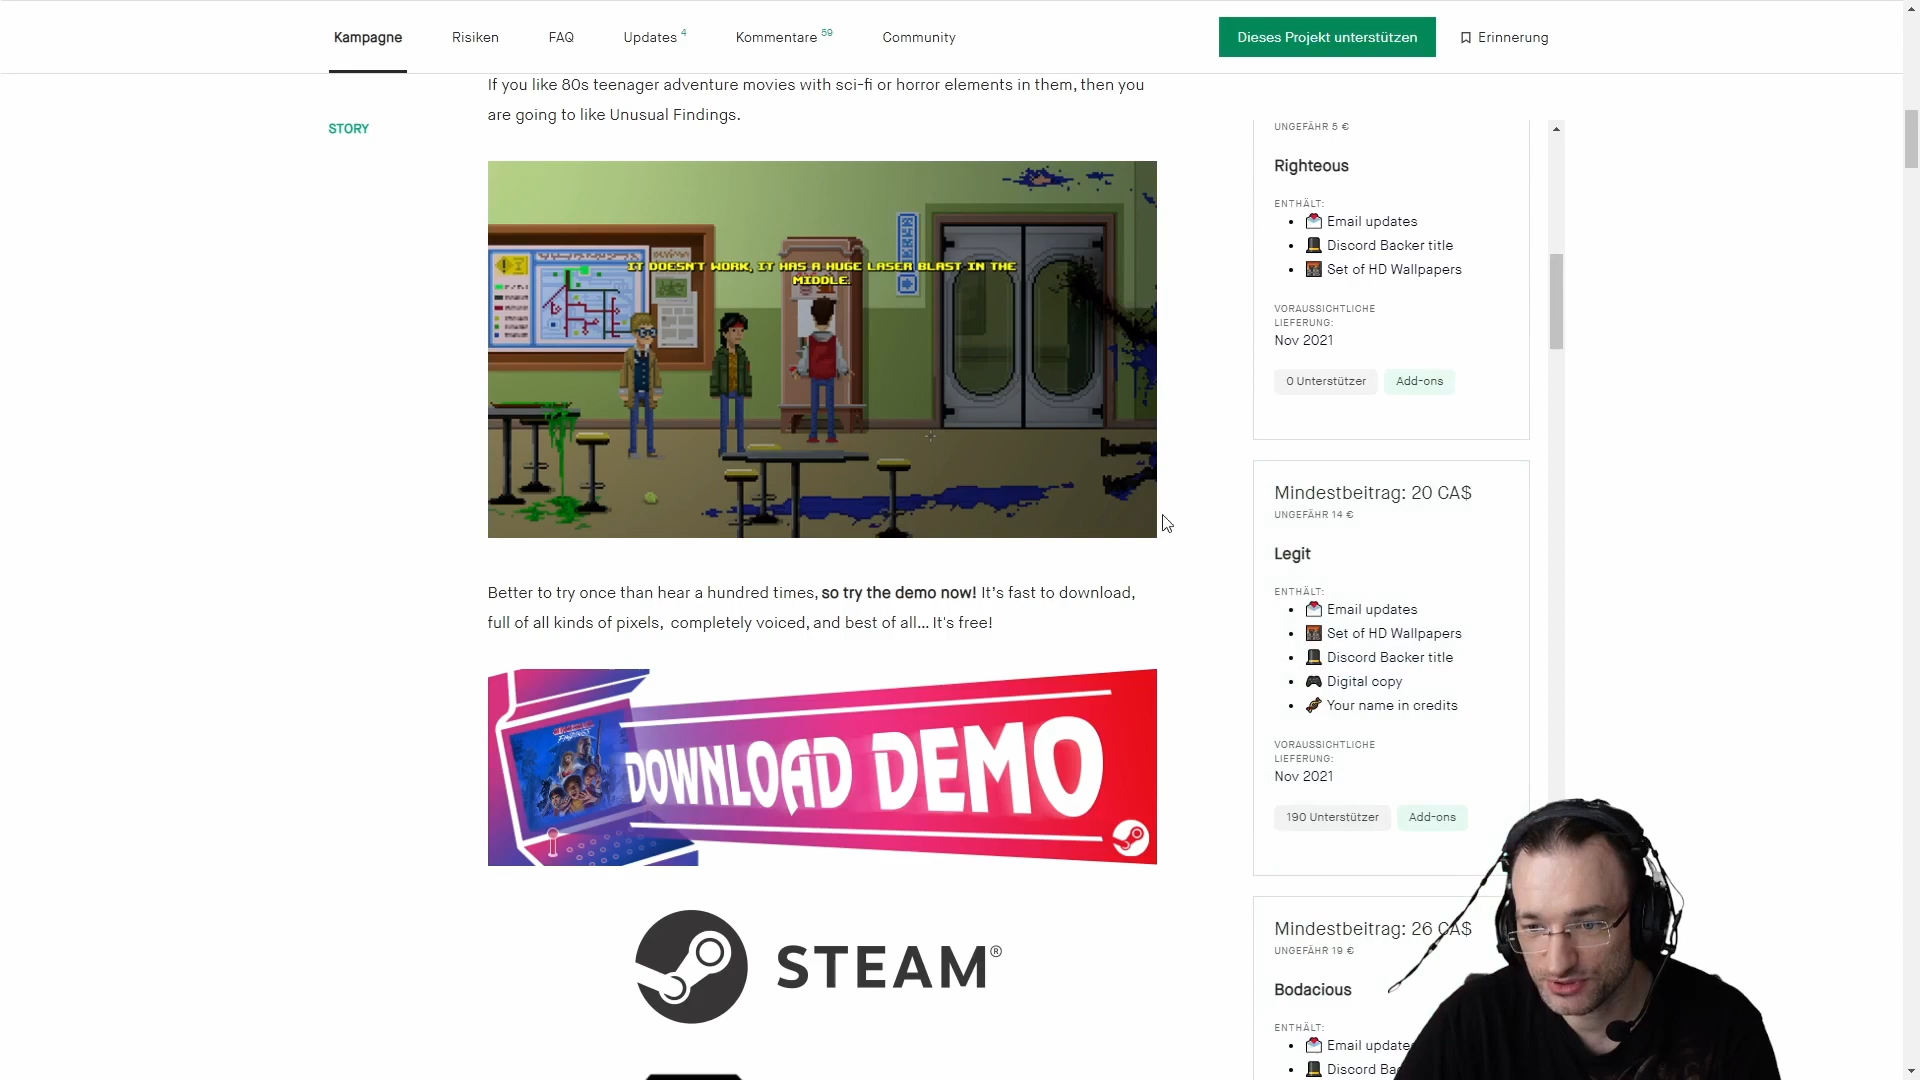 Kampagne
Risiken
FAQ
Updates 4
Kommentare 59
Community
Dieses Projekt unterstützen
Erinnerung
If you like 80s teenager adventure movies with sci-fi or horror elements in them, then you
are going to like Unusual Findings.
STORY
IT DOESN'T WORK, IT HAS A HUGE LASER BLAST IN THE
MIDDLE.
Better to try once than hear a hundred times, so try the demo now! It's fast to download,
full of all kinds of pixels,  completely voiced, and best of all... It's free!
DOWNLOAD DEMO
STEAM®
UNGEFÄHR 5 €
Righteous
ENTHÄLT:
Email updates
Discord Backer title
Set of HD Wallpapers
VORAUSSICHTLICHE
LIEFERUNG:
Nov 2021
0 Unterstützer
Add-ons
Mindestbeitrag: 20 CA$
UNGEFÄHR 14 €
Legit
ENTHÄLT:
Email updates
Set of HD Wallpapers
Discord Backer title
Digital copy
Your name in credits
VORAUSSICHTLICHE
LIEFERUNG:
Nov 2021
190 Unterstützer
Add-ons
Mindestbeitrag: 26 CA$
UNGEFÄHR 19 €
Bodacious
ENTHÄLT:
Email update
Discord Ba